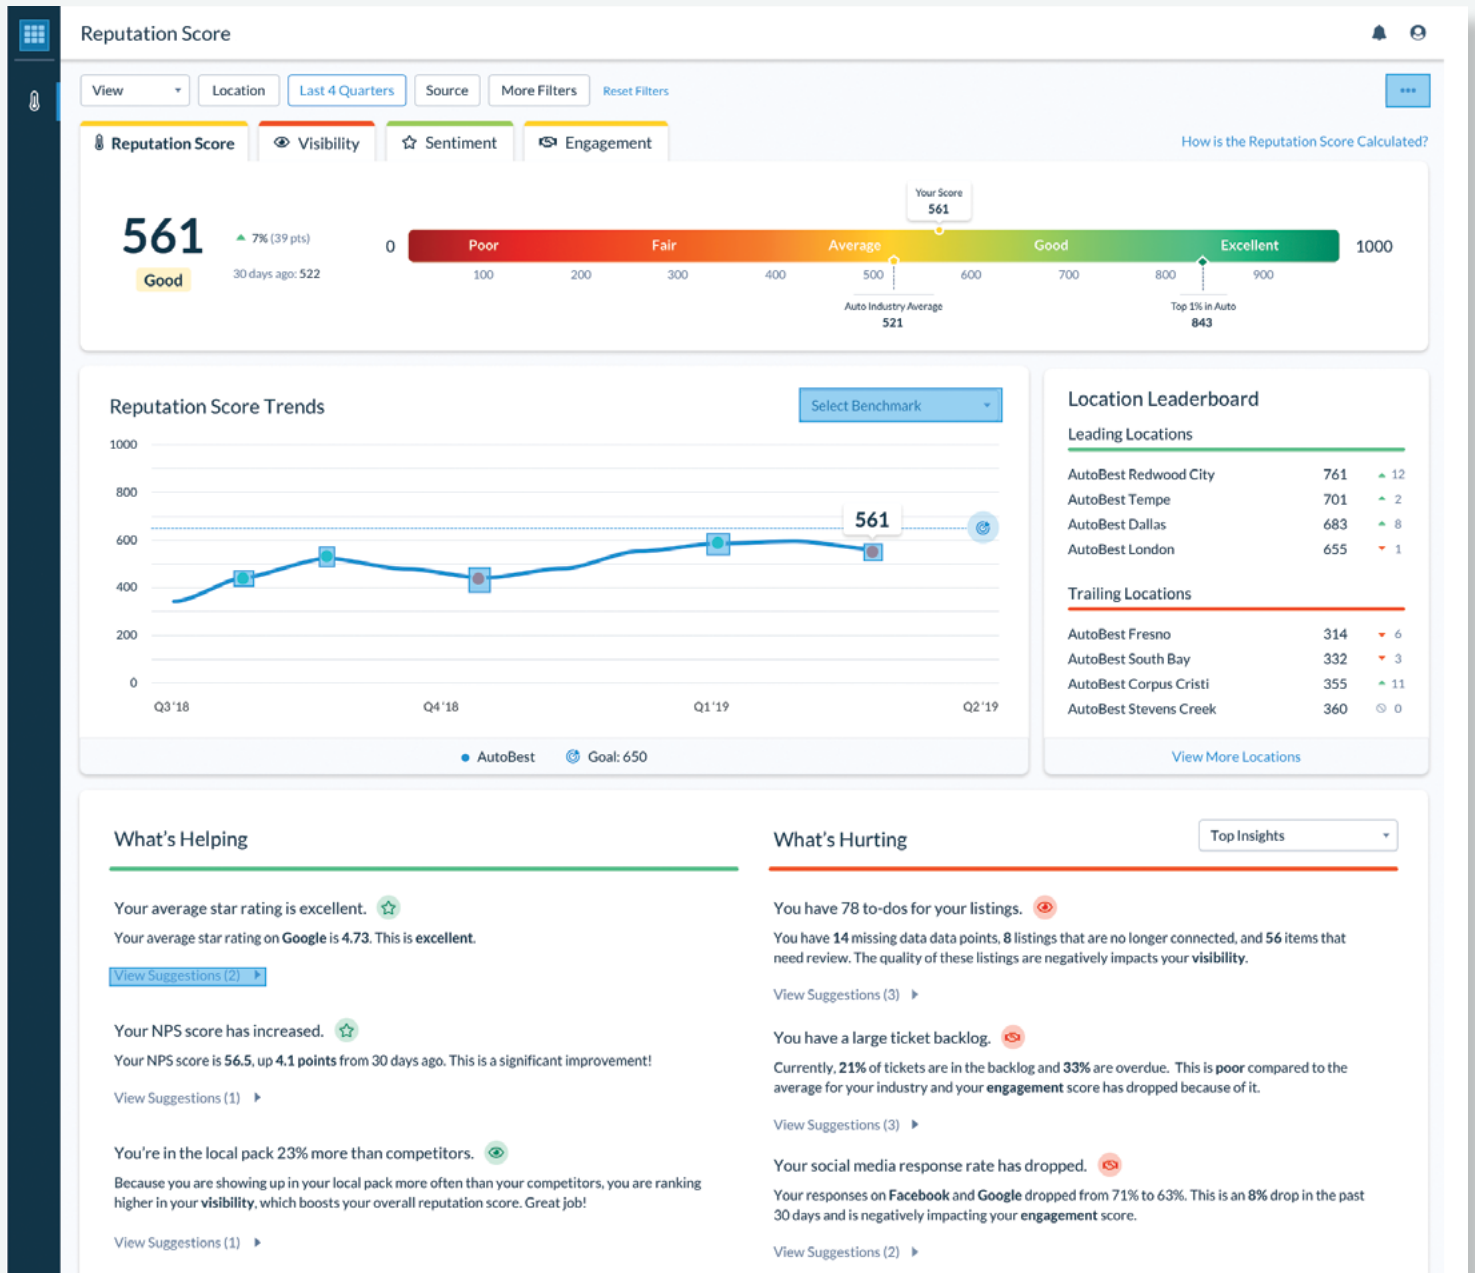 Reputation Score
View
Location
Last 4 Quarters
Source
More Filters
Reset Filters
Reputation Score
Visibility
Sentiment
Engagement
How is the Reputation Score Calculated?
561
Good
7% (39 pts)
30 days ago: 522
Your Score
561
0
Poor
Fair
Average
Good
Excellent
1000
100
200
300
400
500
600
700
800
900
Auto Industry Average
521
Top 1% in Auto
843
Reputation Score Trends
Select Benchmark
1000
800
600
400
200
0
561
Q3'18
Q4'18
Q1'19
Q2'19
AutoBest
Goal: 650
Location Leaderboard
Leading Locations
AutoBest Redwood City 761 12
AutoBest Tempe 701 2
AutoBest Dallas 683 8
AutoBest London 655 1
Trailing Locations
AutoBest Fresno 314 6
AutoBest South Bay 332 3
AutoBest Corpus Cristi 355 11
AutoBest Stevens Creek 360 0
View More Locations
What's Helping
Your average star rating is excellent.
Your average star rating on Google is 4.73. This is excellent.
View Suggestions (2)
Your NPS score has increased.
Your NPS score is 56.5, up 4.1 points from 30 days ago. This is a significant improvement!
View Suggestions (1)
You're in the local pack 23% more than competitors.
Because you are showing up in your local pack more often than your competitors, you are ranking
higher in your visibility, which boosts your overall reputation score. Great job!
View Suggestions (1)
What's Hurting
Top Insights
You have 78 to-dos for your listings.
You have 14 missing data data points, 8 listings that are no longer connected, and 56 items that
need review. The quality of these listings are negatively impacts your visibility.
View Suggestions (3)
You have a large ticket backlog.
Currently, 21% of tickets are in the backlog and 33% are overdue. This is poor compared to the
average for your industry and your engagement score has dropped because of it.
View Suggestions (3)
Your social media response rate has dropped.
Your responses on Facebook and Google dropped from 71% to 63%. This is an 8% drop in the past
30 days and is negatively impacting your engagement score.
View Suggestions (2)